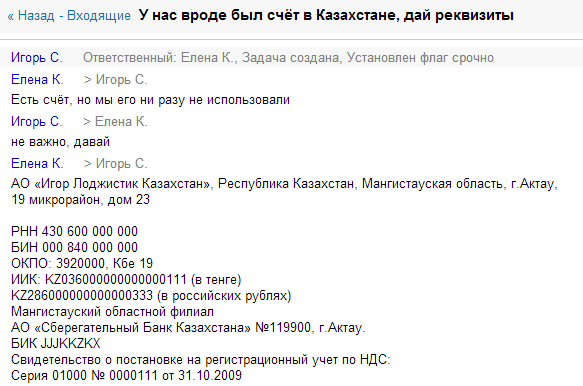 « Назад - Входящие У нас вроде был счёт в Казахстане, дай реквизиты
Игорь С. Ответственный: Елена К., Задача создана, Установлен флаг срочно
Елена К. > Игорь С.
Есть счёт, но мы его ни разу не использовали
Игорь С. > Елена К.
не важно, давай
Елена К. > Игорь С.
АО «Игор Лоджистик Казахстан», Республика Казахстан, Мангистауская область, г.Актау,
19 микрорайон, дом 23
РНН 430 600 000 000
БИН 000 840 000 000
ОКПО: 3920000, Кбе 19
ИИК: KZ036000000000000111 (в тенге)
KZ286000000000000333 (в российских рублях)
Мангистауский областной филиал
АО «Сберегательный Банк Казахстана» №119900, г.Актау.
БИК JJJKKZKX
Свидетельство о постановке на регистрационный учет по НДС:
Серия 01000 № 0000111 от 31.10.2009